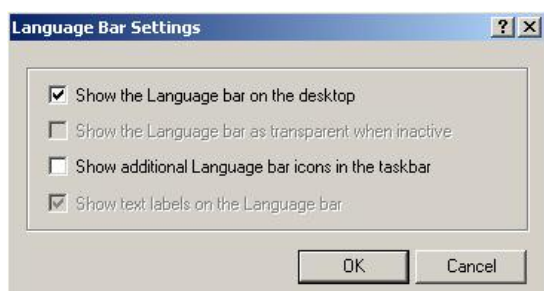 Language Bar Settings
Show the Language bar on the desktop
Show the Language bar as transparent when inactive
Show additional Language bar icons in the taskbar
Show text labels on the Language bar
OK Cancel